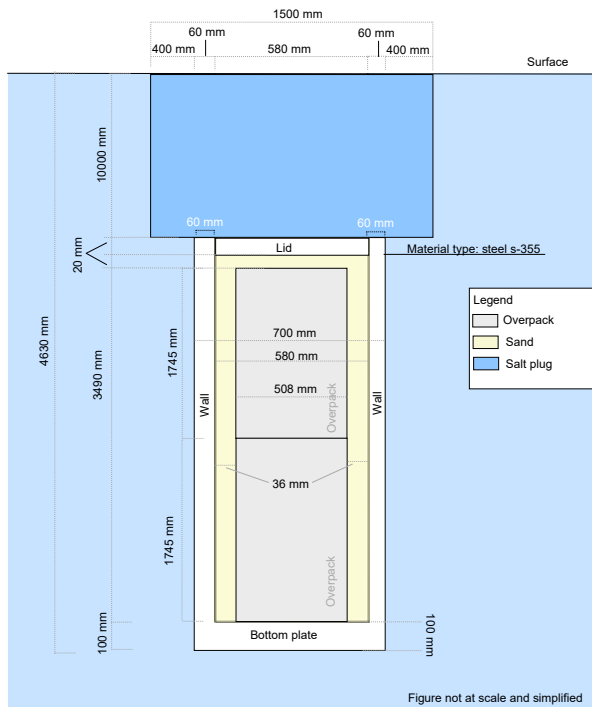 1500 mm
60 mm
60 mm
400 mm
580 mm
400 mm
Surface
10000 mm
60 mm
60 mm
Lid
20 mm
Material type: steel s-355
Legend
Overpack
Sand
Salt plug
4630 mm
3490 mm
1745 mm
700 mm
580 mm
508 mm
Wall
Wall
Overpack
36 mm
1745 mm
Overpack
100 mm
Bottom plate
100 mm
Figure not at scale and simplified